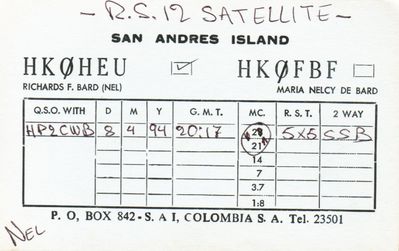 - R.S. 12 SATELLITE -
SAN ANDRES ISLAND
HKØHEU ✓ HKØFBF
RICHARDS F. BARD (NEL) MARIA NELCY DE BARD
Q.S.O. WITH D M Y G. M. T. MC. R. S. T. 2 WAY
HP2CWB 8 4 94 20:17 28 5X5 SSB
21
14
7
3.7
1:8
P. O, BOX 842 - S. A I, COLOMBIA S. A. Tel. 23501
NEL